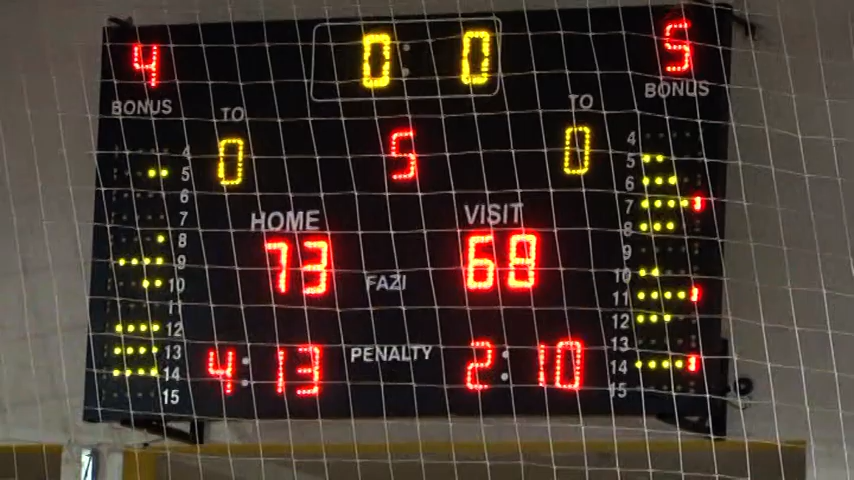 4 0:0 5
BONUS TO TO BONUS
0 5 0
4 4
5 5
6 6
7 7
8 8
9 9
10 10
11 11
12 12
13 13
14 14
15 15
HOME VISIT
73 68
FAZI
PENALTY
4:13 2:10